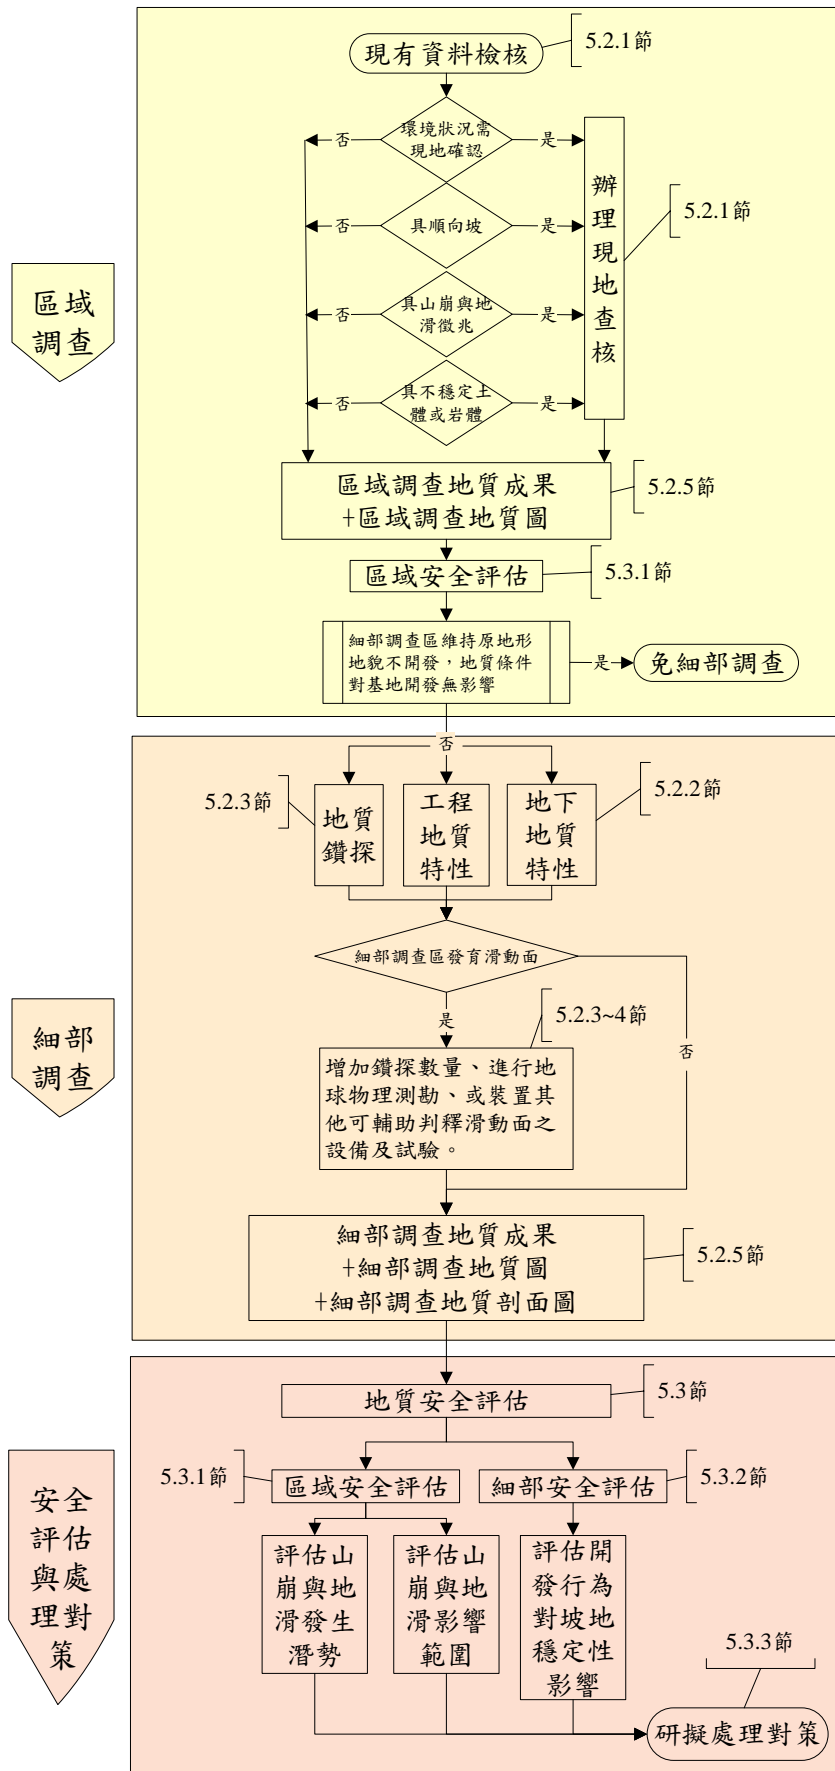 現有資料檢核
5.2.1節
環境狀況需
現地確認
否
是
具順向坡
否
是
具山崩與地
滑徵兆
否
是
具不穩定土
體或岩體
否
是
辦理現地查核
5.2.1節
區域
調查
區域調查地質成果
+區域調查地質圖
5.2.5節
區域安全評估
5.3.1節
細部調查區維持原地形
地貌不開發，地質條件
對基地開發無影響
是
免細部調查
否
5.2.3節
地質
鑽探
工程
地質
特性
地下
地質
特性
5.2.2節
細部調查區發育滑動面
是
否
5.2.3~4節
細部
調查
增加鑽探數量、進行地
球物理測勘、或裝置其
他可輔助判釋滑動面之
設備及試驗。
細部調查地質成果
+細部調查地質圖
+細部調查地質剖面圖
5.2.5節
地質安全評估
5.3節
5.3.1節
區域安全評估
細部安全評估
5.3.2節
安全
評估
與處
理對
策
評估山
崩與地
滑發生
潛勢
評估山
崩與地
滑影響
範圍
評估開
發行為
對坡地
穩定性
影響
5.3.3節
研擬處理對策